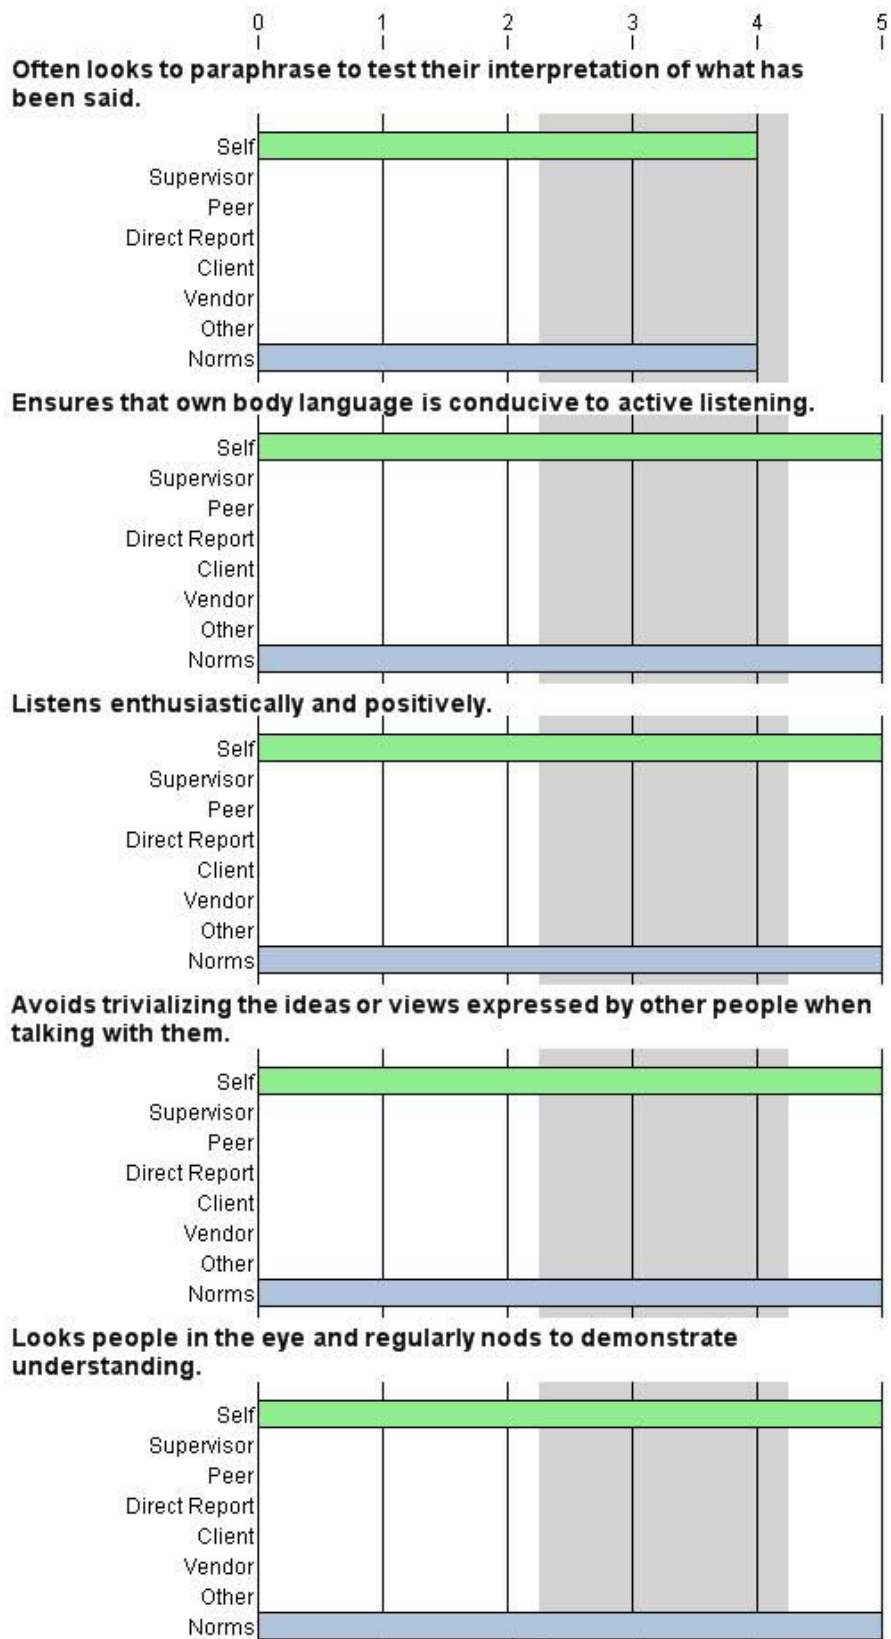 0 1 2 3 4 5
Often looks to paraphrase to test their interpretation of what has
been said.
Self
Supervisor
Peer
Direct Report
Client
Vendor
Other
Norms
Ensures that own body language is conducive to active listening.
Self
Supervisor
Peer
Direct Report
Client
Vendor
Other
Norms
Listens enthusiastically and positively.
Self
Supervisor
Peer
Direct Report
Client
Vendor
Other
Norms
Avoids trivializing the ideas or views expressed by other people when
talking with them.
Self
Supervisor
Peer
Direct Report
Client
Vendor
Other
Norms
Looks people in the eye and regularly nods to demonstrate
understanding.
Self
Supervisor
Peer
Direct Report
Client
Vendor
Other
Norms